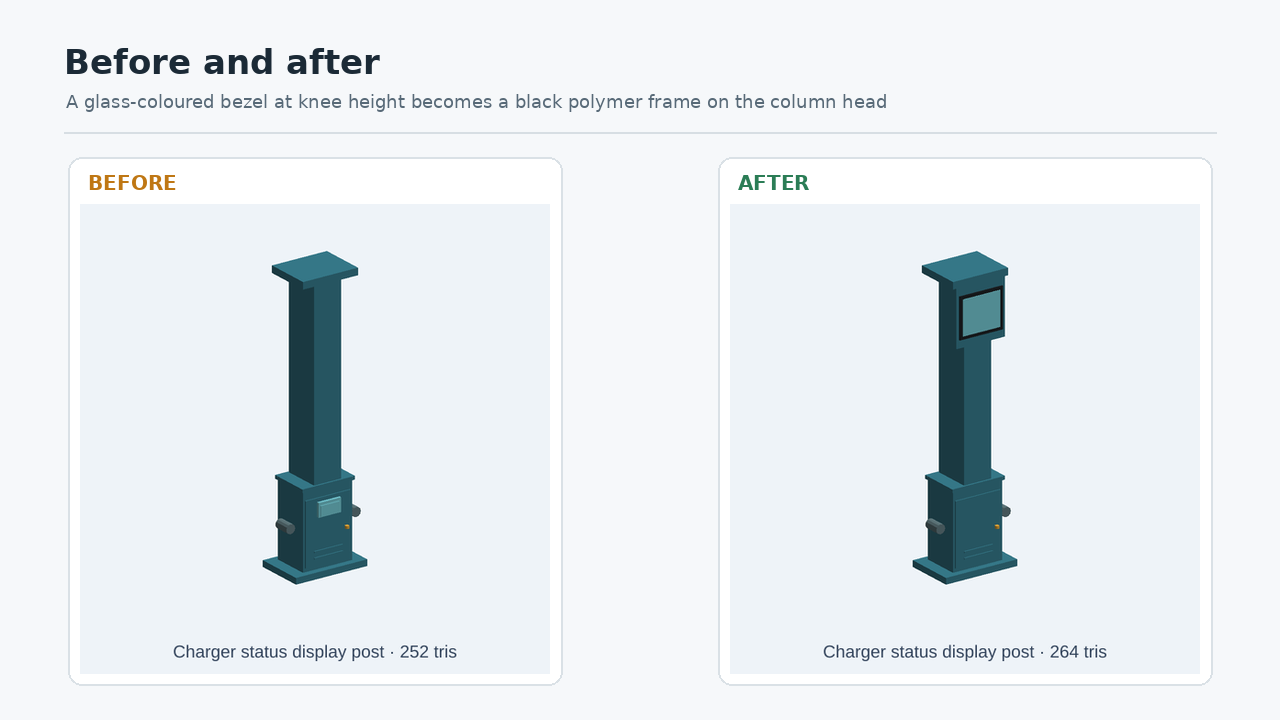 Before and after
A glass-coloured bezel at knee height becomes a black polymer frame on the column head
BEFORE
Charger status display post · 252 tris
AFTER
Charger status display post · 264 tris